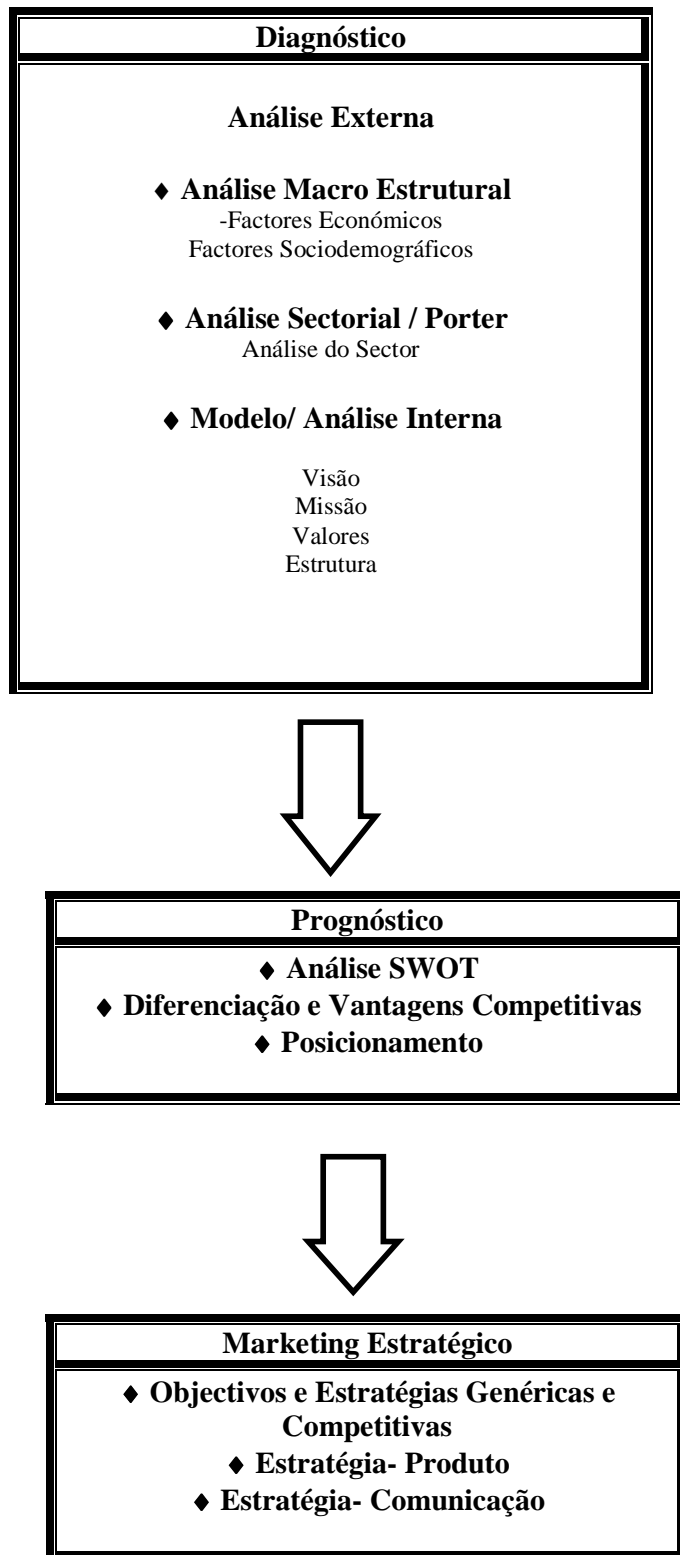 Diagnóstico
Análise Externa
♦ Análise Macro Estrutural
-Factores Económicos
Factores Sociodemográficos
♦ Análise Sectorial / Porter
Análise do Sector
♦ Modelo/ Análise Interna
Visão
Missão
Valores
Estrutura
Prognóstico
♦ Análise SWOT
♦ Diferenciação e Vantagens Competitivas
♦ Posicionamento
Marketing Estratégico
♦ Objectivos e Estratégias Genéricas e
Competitivas
♦ Estratégia- Produto
♦ Estratégia- Comunicação